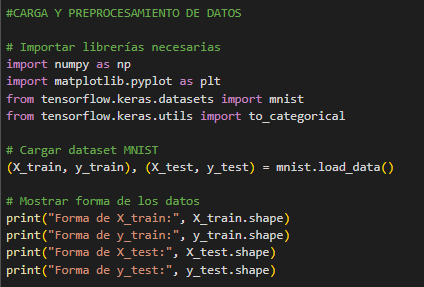 #CARGA Y PREPROCESAMIENTO DE DATOS
# Importar librerías necesarias
import numpy as np
import matplotlib.pyplot as plt
from tensorflow.keras.datasets import mnist
from tensorflow.keras.utils import to_categorical
# Cargar dataset MNIST
(X_train, y_train), (X_test, y_test) = mnist.load_data()
# Mostrar forma de los datos
print("Forma de X_train:", X_train.shape)
print("Forma de y_train:", y_train.shape)
print("Forma de X_test:", X_test.shape)
print("Forma de y_test:", y_test.shape)